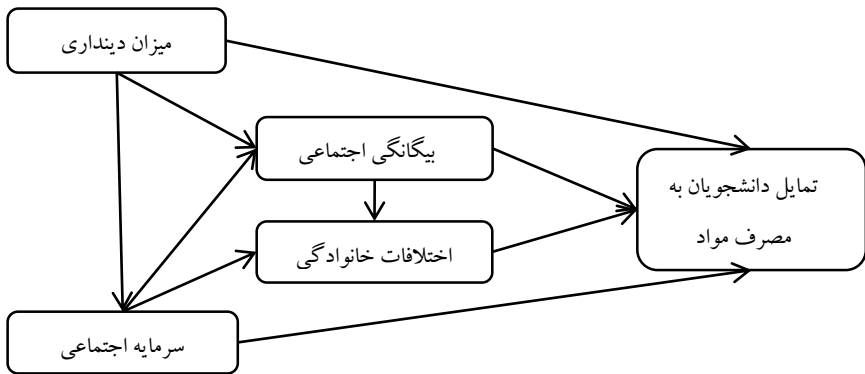 میزان دینداری
بیگانگی اجتماعی
تمایل دانشجویان به
مصرف مواد
اختلافات خانوادگی
سرمایه اجتماعی